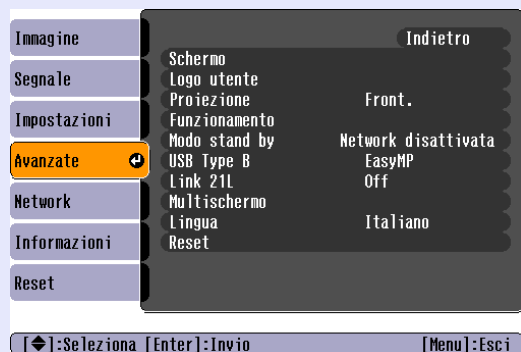 Immagine
Segnale
Impostazioni
Avanzate
Network
Informazioni
Reset
Indietro
Schermo
Logo utente
Proiezione Front.
Funzionamento
Modo stand by Network disattivata
USB Type B EasyMP
Link 21L Off
Multischermo
Lingua Italiano
Reset
[◆]:Seleziona [Enter]:Invio [Menu]:Esci